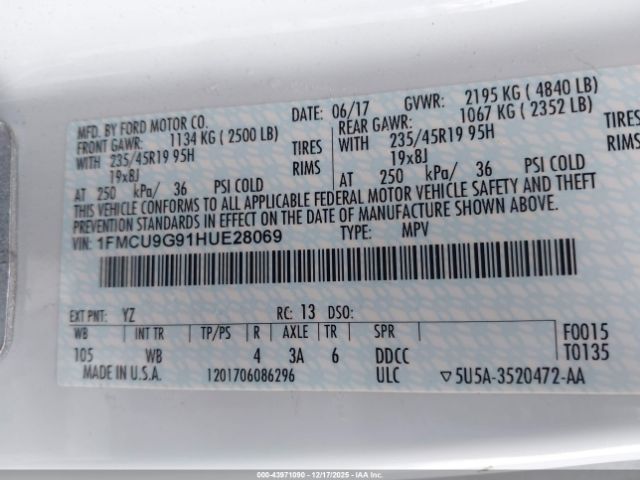 MFD. BY FORD MOTOR CO. DATE: 06/17 GVWR: 2195 KG ( 4840 LB)
FRONT GAWR: 1134 KG ( 2500 LB) REAR GAWR: 1067 KG ( 2352 LB)
WITH 235/45R19 95H TIRES WITH 235/45R19 95H TIRES
19x8J RIMS 19x8J RIMS
AT 250 kPa/ 36 PSI COLD AT 250 kPa/ 36 PSI COLD
THIS VEHICLE CONFORMS TO ALL APPLICABLE FEDERAL MOTOR VEHICLE SAFETY AND THEFT
PREVENTION STANDARDS IN EFFECT ON THE DATE OF MANUFACTURE SHOWN ABOVE.
VIN: 1FMCU9G91HUE28069 TYPE: MPV
EXT PNT: YZ RC: 13 DSO:
WB INT TR TP/PS R AXLE TR SPR F0015
105 WB 4 3A 6 DDCC T0135
MADE IN U.S.A. 1201706086296 ULC ▽5U5A-3520472-AA
000-43971090 - 12/17/2025 - IAAI.COM